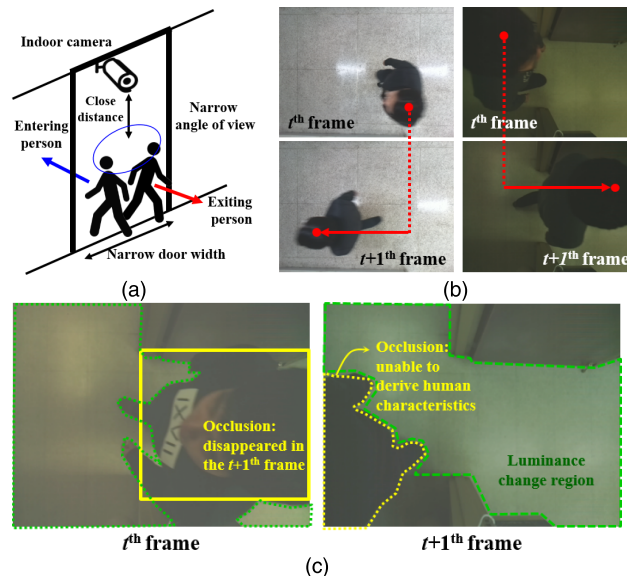 Indoor camera
Close
distance
Narrow
angle of view
Entering
person
Exiting
person
Narrow door width
(a)
tth frame
tth frame
t+1th frame
t+1th frame
(b)
Occlusion:
disappeared in
the t+1th frame
Occlusion:
unable to
derive human
characteristics
Luminance
change region
tth frame
t+1th frame
(c)